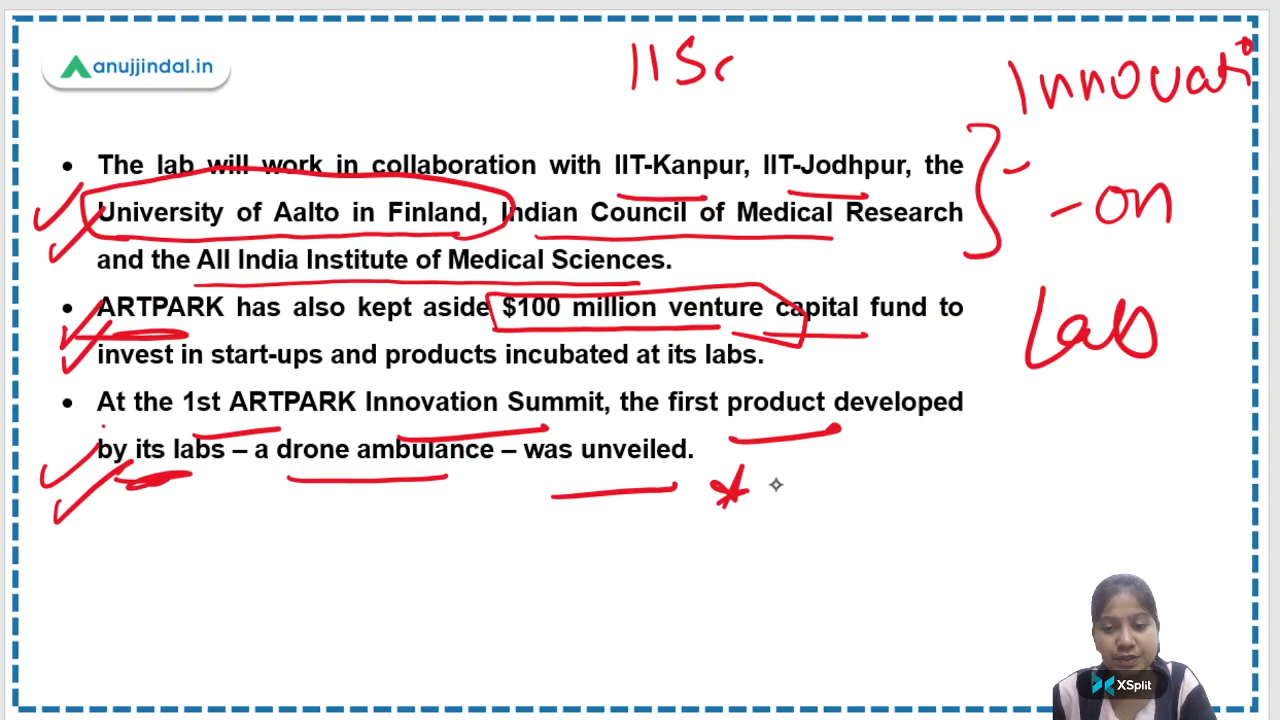 anujjindal.in
IISc
Innovati
- on
Lab
• The lab will work in collaboration with IIT-Kanpur, IIT-Jodhpur, the
University of Aalto in Finland, Indian Council of Medical Research
and the All India Institute of Medical Sciences.
• ARTPARK has also kept aside $100 million venture capital fund to
invest in start-ups and products incubated at its labs.
• At the 1st ARTPARK Innovation Summit, the first product developed
by its labs – a drone ambulance – was unveiled.
XSplit